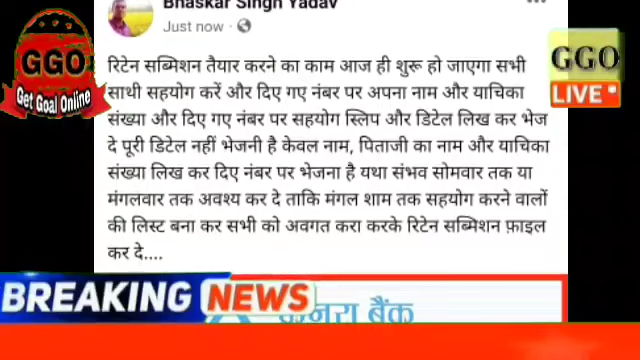 Bhaskar Singh Yadav
Just now
GGO
Get Goal Online
GGO
LIVE
रिटेन सब्मिशन तैयार करने का काम आज ही शुरू हो जाएगा सभी
साथी सहयोग करें और दिए गए नंबर पर अपना नाम और याचिका
संख्या और दिए गए नंबर पर सहयोग स्लिप और डिटेल लिख कर भेज
दे पूरी डिटेल नहीं भेजनी है केवल नाम, पिताजी का नाम और याचिका
संख्या लिख कर दिए नंबर पर भेजना है यथा संभव सोमवार तक या
मंगलवार तक अवश्य कर दे ताकि मंगल शाम तक सहयोग करने वालों
की लिस्ट बना कर सभी को अवगत करा करके रिटेन सब्मिशन फ़ाइल
कर दे....
BREAKING NEWS
बैंक